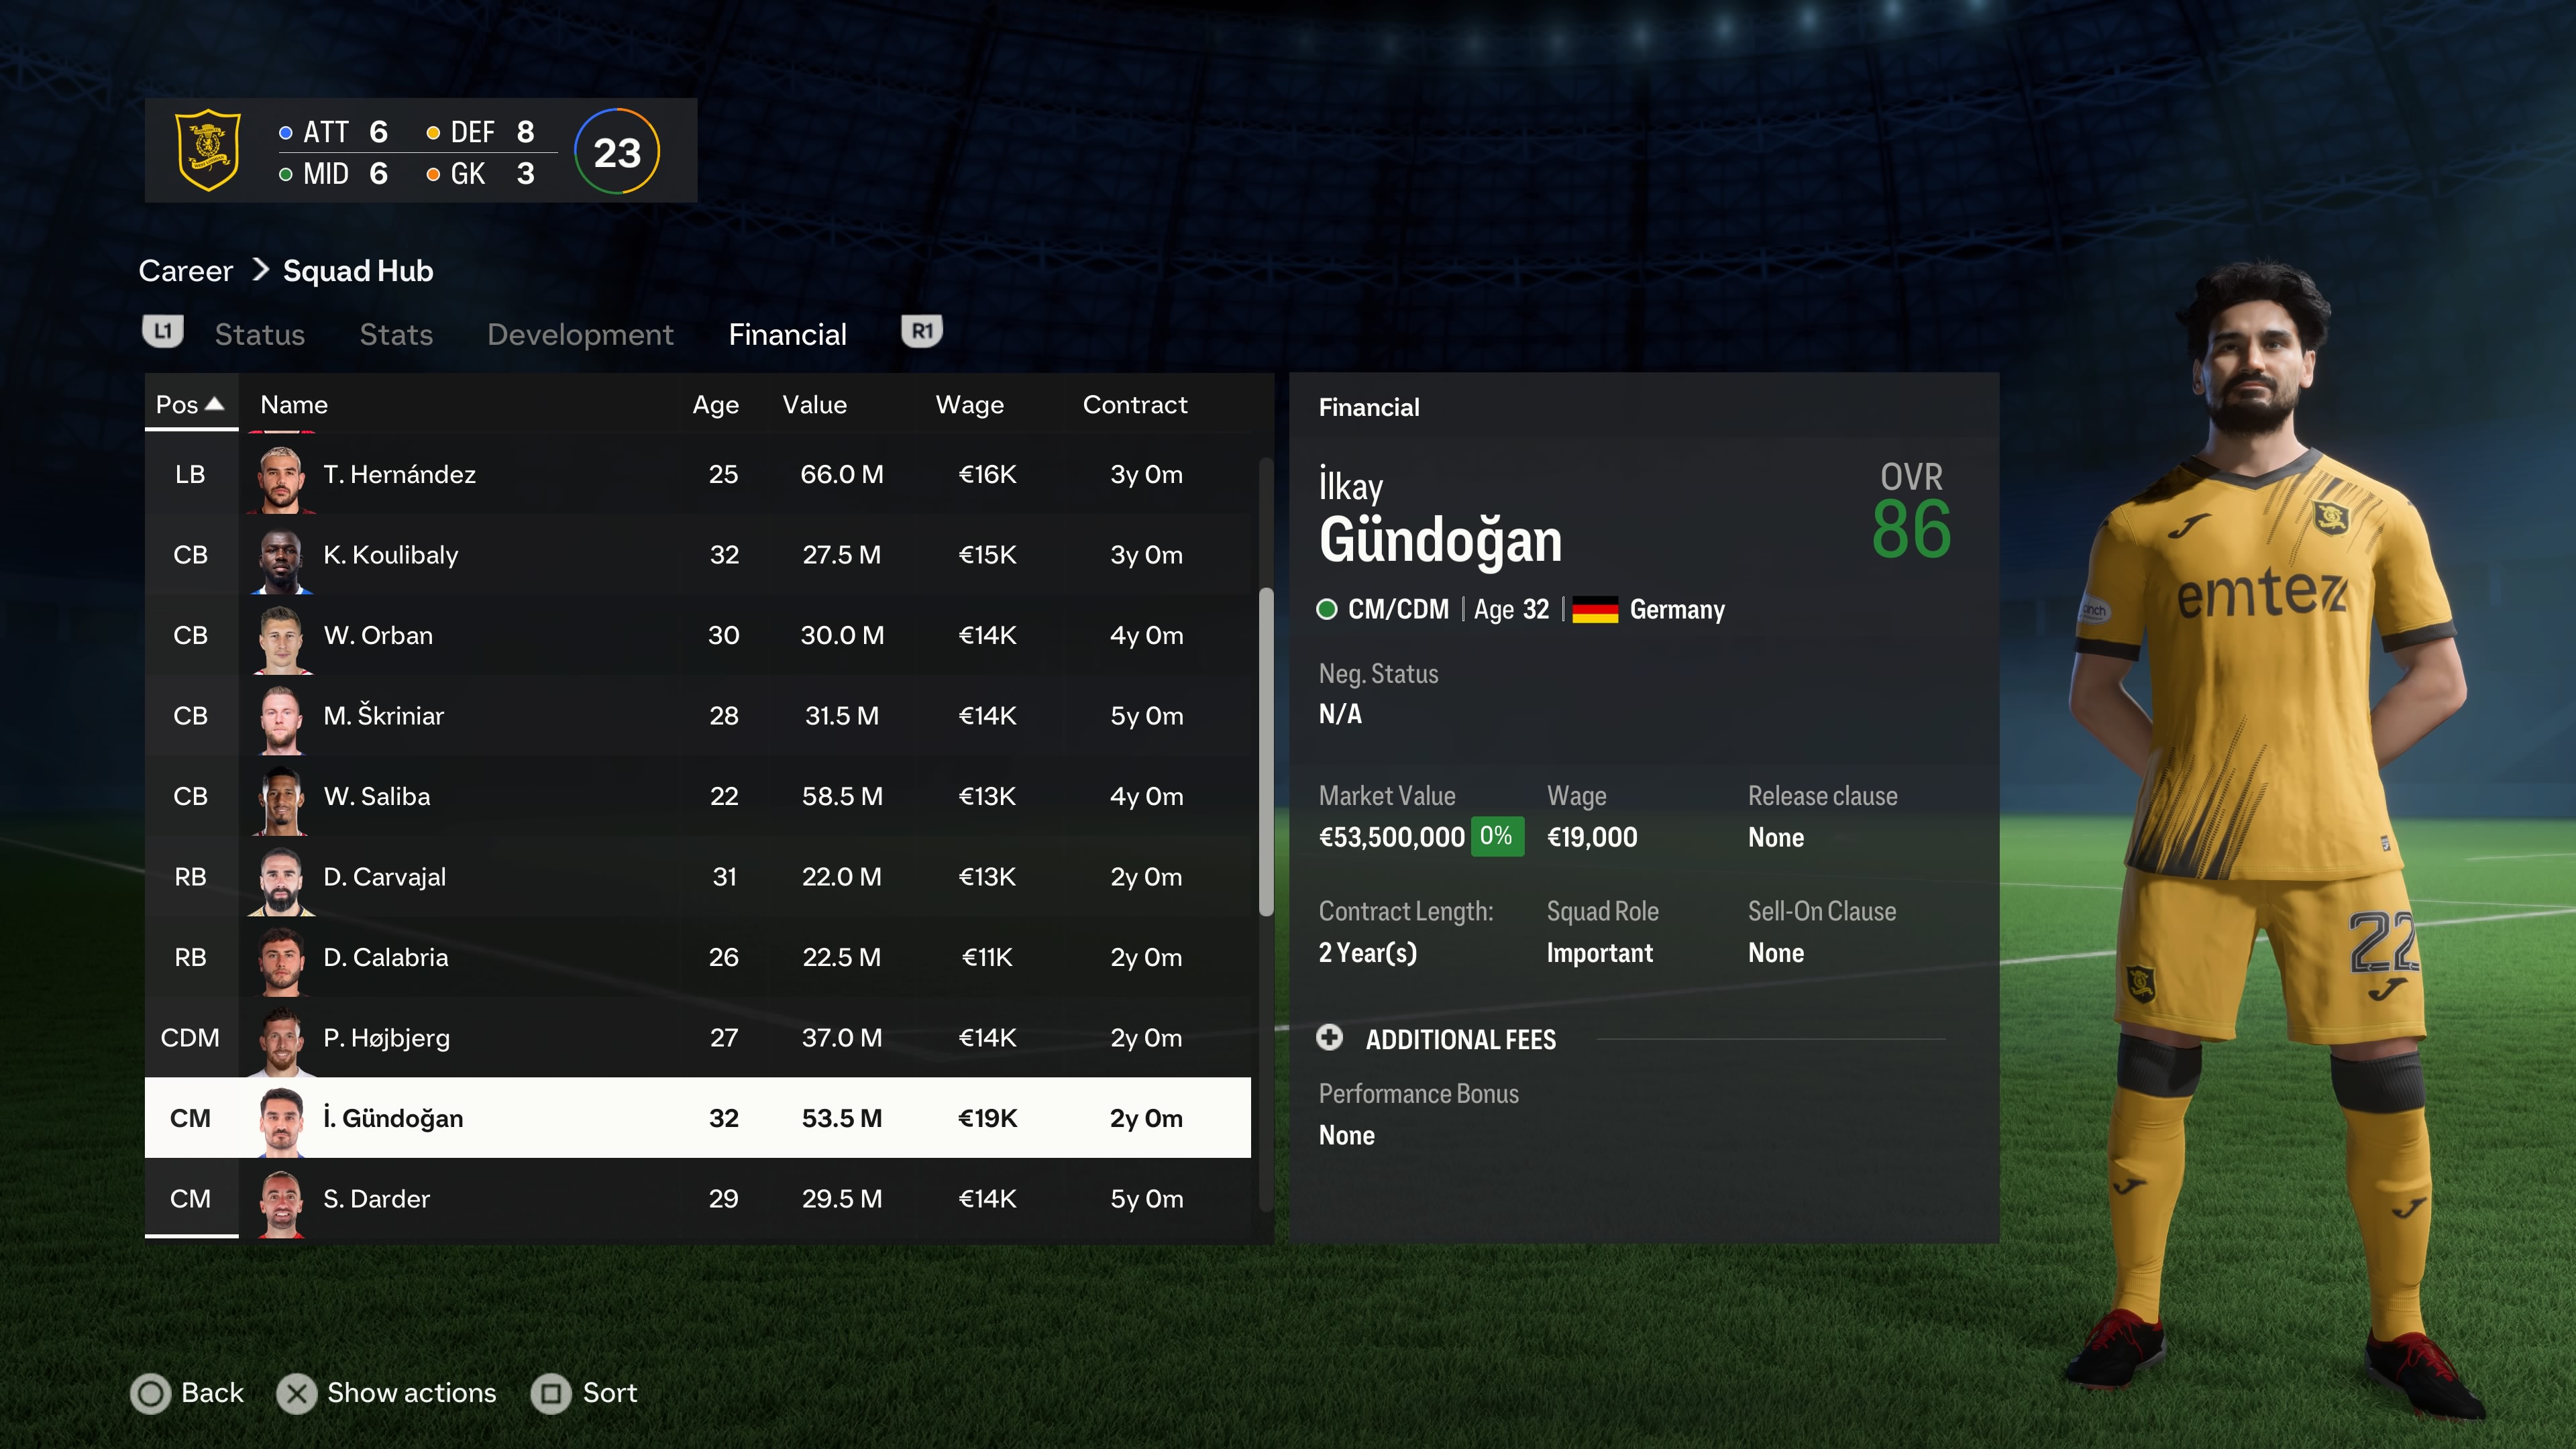 ATT 6 DEF 8
23
MID 6 GK 3
Career > Squad Hub
L1 Status Stats Development Financial R1
Pos Name Age Value Wage Contract
LB T. Hernández 25 66.0 M €16K 3y 0m
CB K. Koulibaly 32 27.5 M €15K 3y 0m
CB W. Orban 30 30.0 M €14K 4y 0m
CB M. Škriniar 28 31.5 M €14K 5y 0m
CB W. Saliba 22 58.5 M €13K 4y 0m
RB D. Carvajal 31 22.0 M €13K 2y 0m
RB D. Calabria 26 22.5 M €11K 2y 0m
CDM P. Højbjerg 27 37.0 M €14K 2y 0m
CM İ. Gündoğan 32 53.5 M €19K 2y 0m
CM S. Darder 29 29.5 M €14K 5y 0m
Financial
İlkay
Gündoğan
OVR
86
CM/CDM | Age 32 | Germany
Neg. Status
N/A
Market Value Wage Release clause
€53,500,000 0% €19,000 None
Contract Length: Squad Role Sell-On Clause
2 Year(s) Important None
ADDITIONAL FEES
Performance Bonus
None
emtez
22
Back Show actions Sort